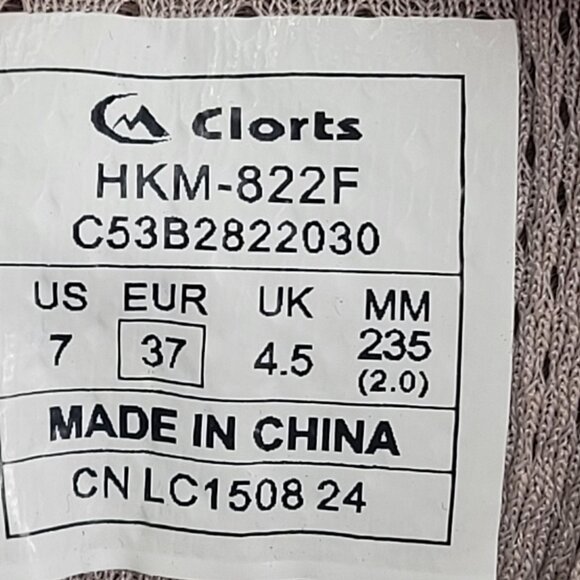 Clorts
HKM-822F
C53B2822030
US EUR UK MM
7 37 4.5 235
(2.0)
MADE IN CHINA
CN LC1508 24